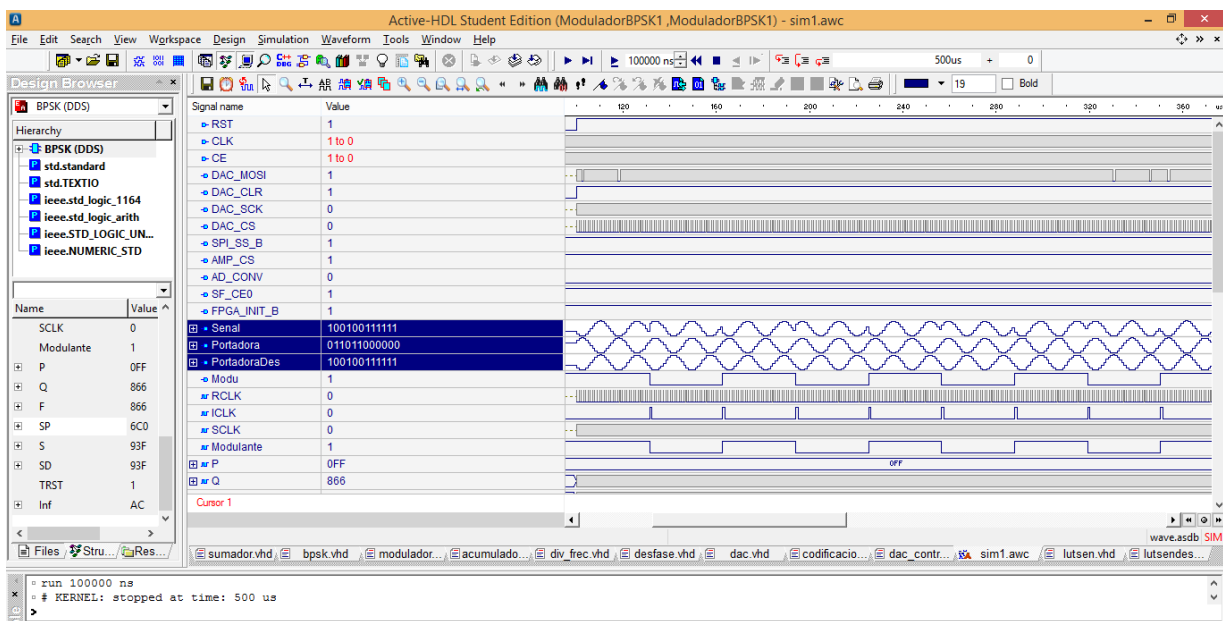 Active-HDL Student Edition (ModuladorBPSK1 ,ModuladorBPSK1) - sim1.awc
File Edit Search View Workspace Design Simulation Waveform Tools Window Help
100000 ns 500us + 0
Design Browser
19 Bold
BPSK (DDS)
Hierarchy
BPSK (DDS)
std.standard
std.TEXTIO
ieee.std_logic_1164
ieee.std_logic_arith
ieee.STD_LOGIC_UN...
ieee.NUMERIC_STD
Name Value
SCLK 0
Modulante 1
P 0FF
Q 866
F 866
SP 6C0
S 93F
SD 93F
TRST 1
Inf AC
Files Stru... Res...
Signal name Value 120 160 200 240 280 320 360 us
RST 1
CLK 1 to 0
CE 1 to 0
DAC_MOSI 1
DAC_CLR 1
DAC_SCK 0
DAC_CS 0
SPI_SS_B 1
AMP_CS 1
AD_CONV 0
SF_CE0 1
FPGA_INIT_B 1
Senal 100100111111
Portadora 011011000000
PortadoraDes 100100111111
Modu 1
RCLK 0
ICLK 0
SCLK 0
Modulante 1
P 0FF 0FF
Q 866
Cursor 1
wave.asdb SIM
sumador.vhd bpsk.vhd modulador... acumulado... div_frec.vhd desfase.vhd dac.vhd codificacio... dac_contr... sim1.awc lutsen.vhd lutsendes...
run 100000 ns
# KERNEL: stopped at time: 500 us
>